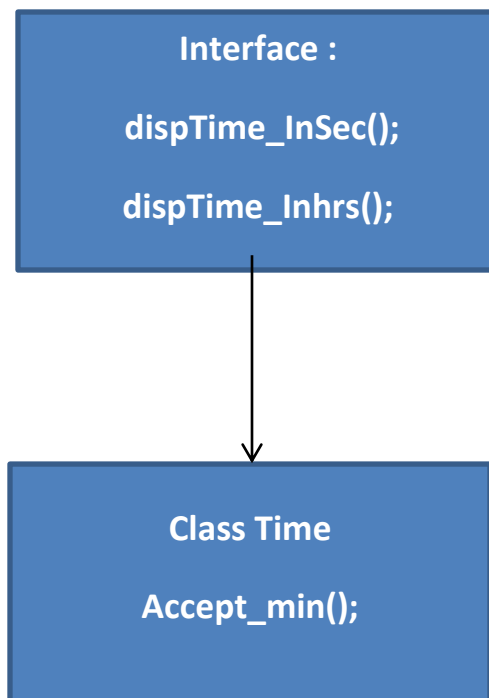 Interface :
dispTime_InSec();
dispTime_Inhrs();
Class Time
Accept_min();